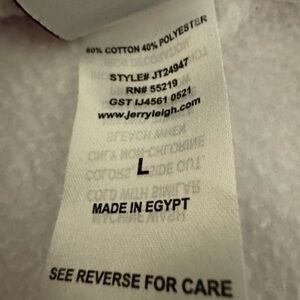 60% COTTON 40% POLYESTER
STYLE# JT24947
RN# 55219
GST IJ4561 0521
www.jerryleigh.com
L
MADE IN EGYPT
SEE REVERSE FOR CARE